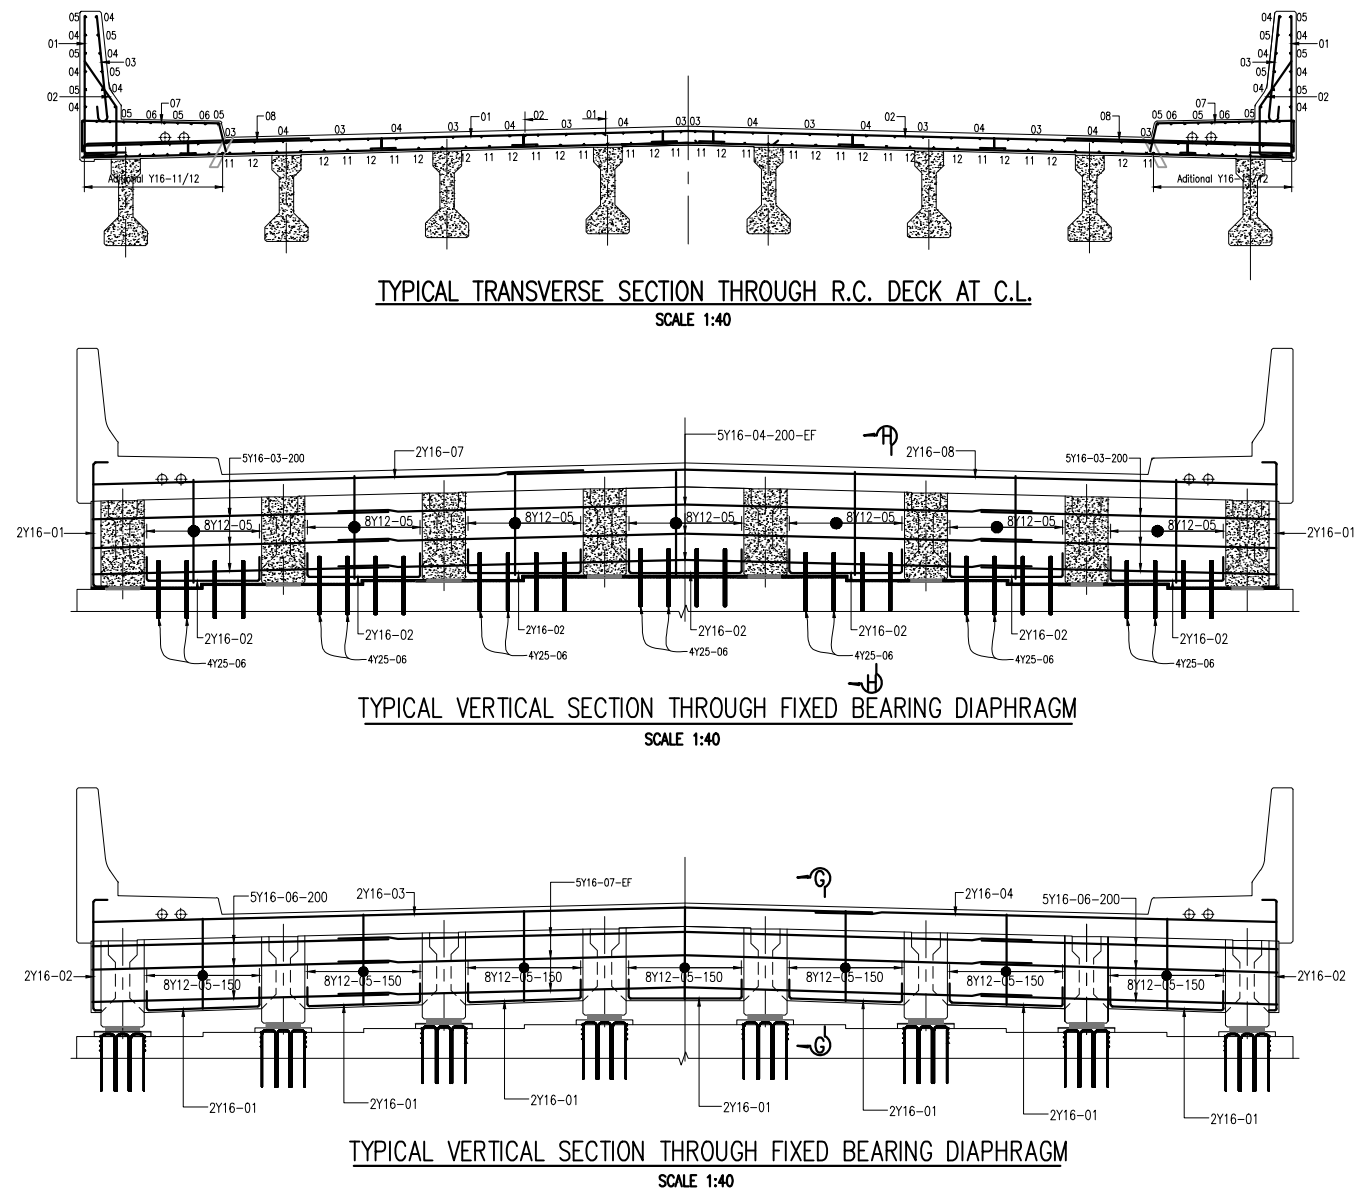 05 04 04 05
01 05 04 04 05 01
04 05 05 04
05 04 04 05
03 03
04 05 05 04
05 04 04 05
02 02
04 07 07 04
05 06 05 06 05 05 06 05 06 05
08 03 04 03 04 03 01 04 02 03 01 04 03 03 04 03 04 02 03 04 03 04 08 03
11 12 11 12 11 12 11 12 11 12 11 12 11 12 11 11 12 11 12 11 12 11 12 11 12 11 12 11 12 11
Aditional Y16-11/12
Aditional Y16-11/12
TYPICAL TRANSVERSE SECTION THROUGH R.C. DECK AT C.L.
SCALE 1:40
5Y16-04-200-EF
H
5Y16-03-200
2Y16-07
2Y16-08
5Y16-03-200
2Y16-01
8Y12-05
8Y12-05
8Y12-05
8Y12-05
8Y12-05
8Y12-05
8Y12-05
2Y16-01
2Y16-02
2Y16-02
2Y16-02
2Y16-02
2Y16-02
2Y16-02
2Y16-02
4Y25-06
4Y25-06
4Y25-06
4Y25-06
4Y25-06
4Y25-06
4Y25-06
H
TYPICAL VERTICAL SECTION THROUGH FIXED BEARING DIAPHRAGM
SCALE 1:40
G
5Y16-06-200
2Y16-03
5Y16-07-EF
2Y16-04
5Y16-06-200
2Y16-02
8Y12-05-150
8Y12-05-150
8Y12-05-150
8Y12-05-150
8Y12-05-150
8Y12-05-150
8Y12-05-150
2Y16-02
G
2Y16-01
2Y16-01
2Y16-01
2Y16-01
2Y16-01
2Y16-01
2Y16-01
TYPICAL VERTICAL SECTION THROUGH FIXED BEARING DIAPHRAGM
SCALE 1:40